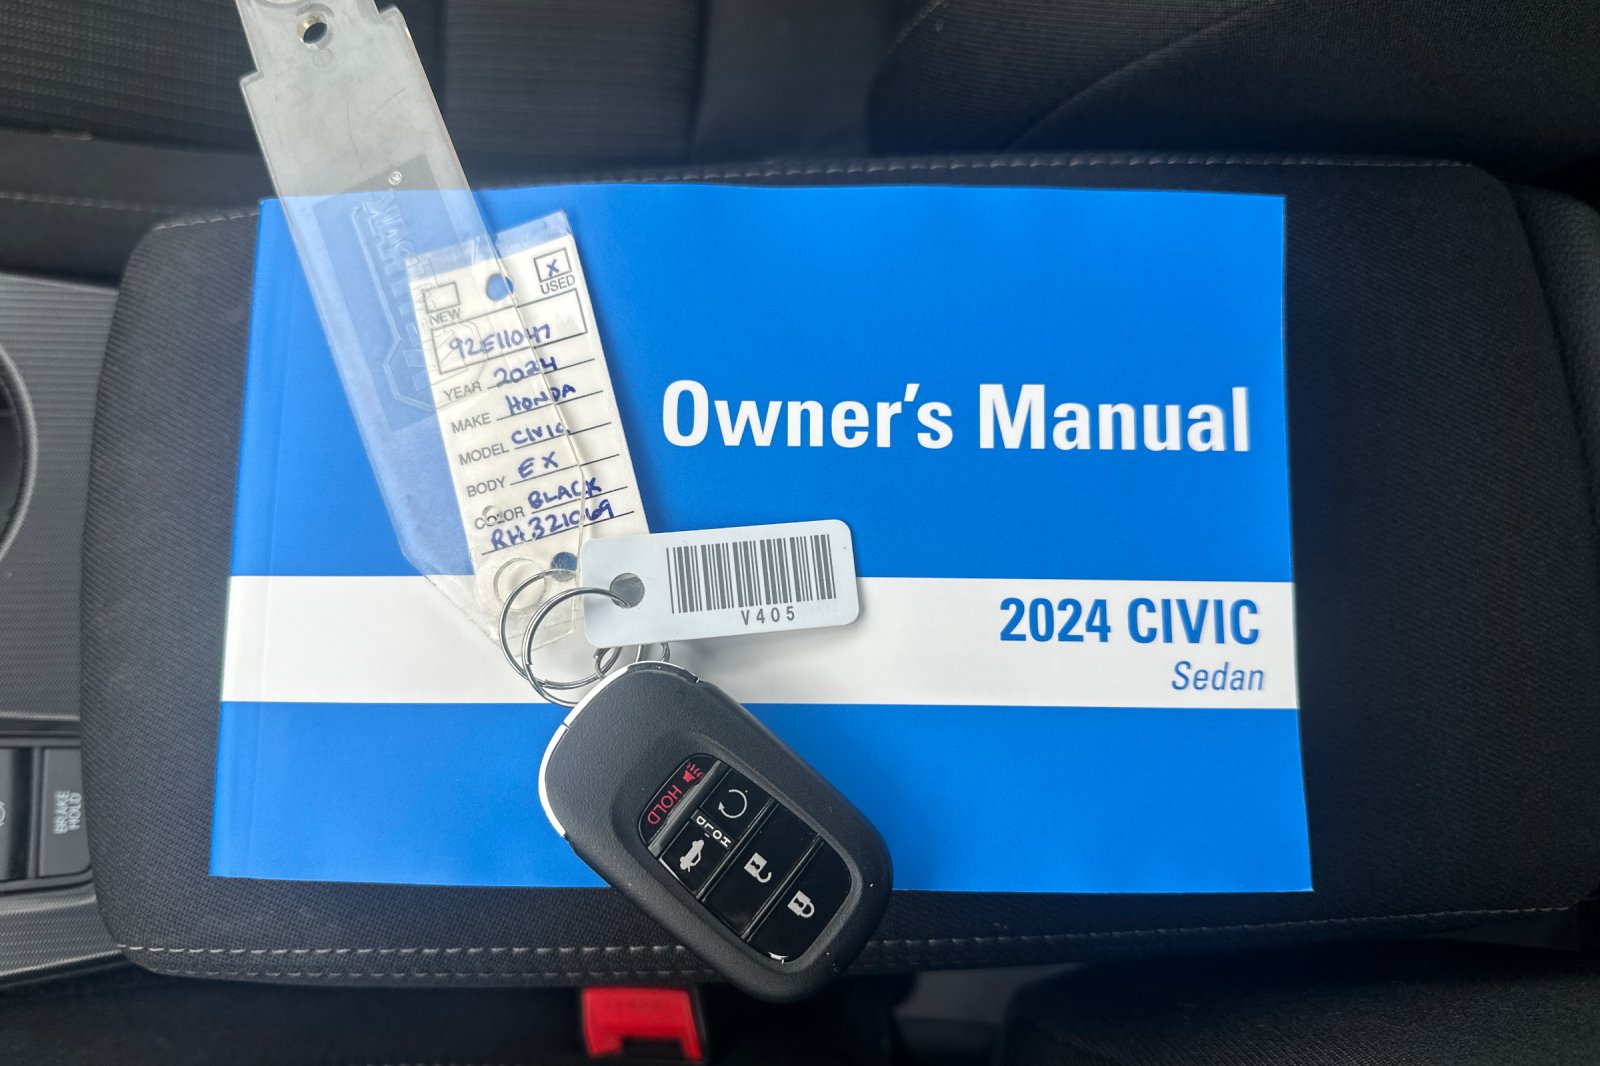 USED
X
NEW
92E11047
YEAR 2024
MAKE HONDA
MODEL CIVIC
BODY EX
COLOR BLACK
RH321069
V405
Owner's Manual
2024 CIVIC
Sedan
HOLD
HOLD
BRAKE
HOLD